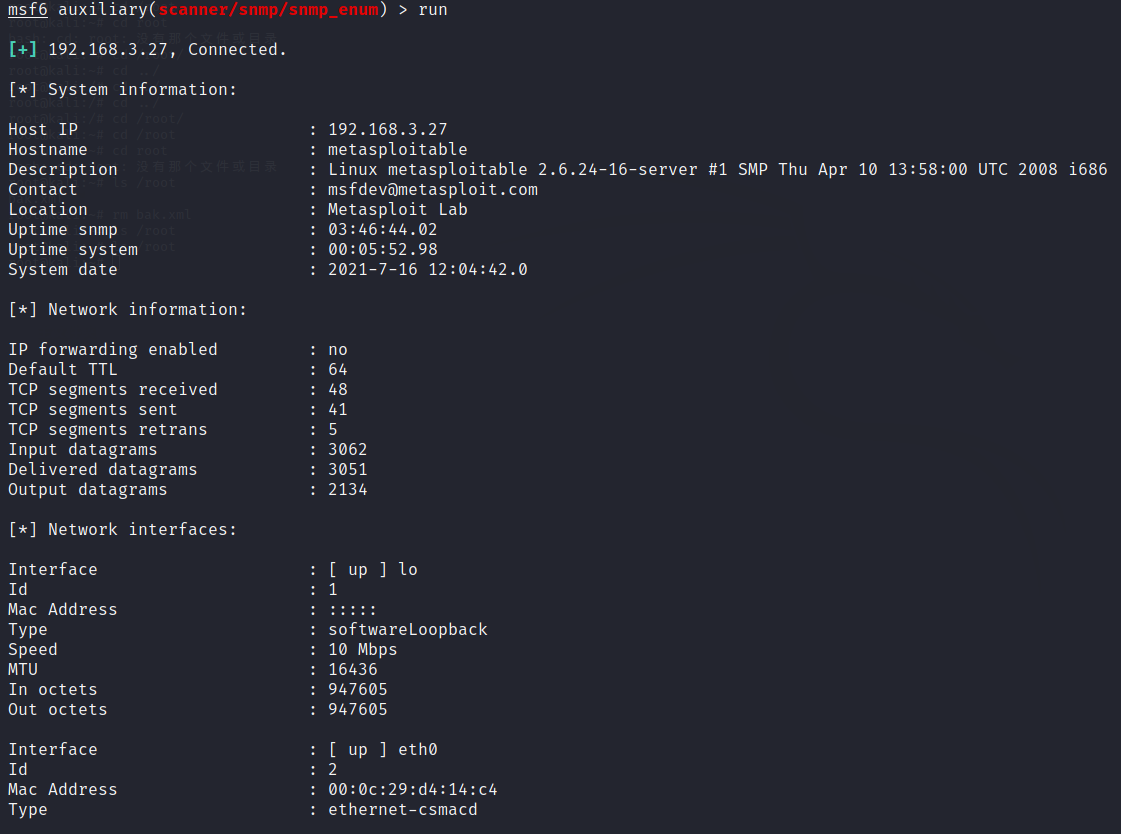 msf6 auxiliary(scanner/snmp/snmp_enum) > run
[+] 192.168.3.27, Connected.
[*] System information:
Host IP : 192.168.3.27
Hostname : metasploitable
Description : Linux metasploitable 2.6.24-16-server #1 SMP Thu Apr 10 13:58:00 UTC 2008 i686
Contact : msfdev@metasploit.com
Location : Metasploit Lab
Uptime snmp : 03:46:44.02
Uptime system : 00:05:52.98
System date : 2021-7-16 12:04:42.0
[*] Network information:
IP forwarding enabled : no
Default TTL : 64
TCP segments received : 48
TCP segments sent : 41
TCP segments retrans : 5
Input datagrams : 3062
Delivered datagrams : 3051
Output datagrams : 2134
[*] Network interfaces:
Interface : [ up ] lo
Id : 1
Mac Address : :::::
Type : softwareLoopback
Speed : 10 Mbps
MTU : 16436
In octets : 947605
Out octets : 947605
Interface : [ up ] eth0
Id : 2
Mac Address : 00:0c:29:d4:14:c4
Type : ethernet-csmacd